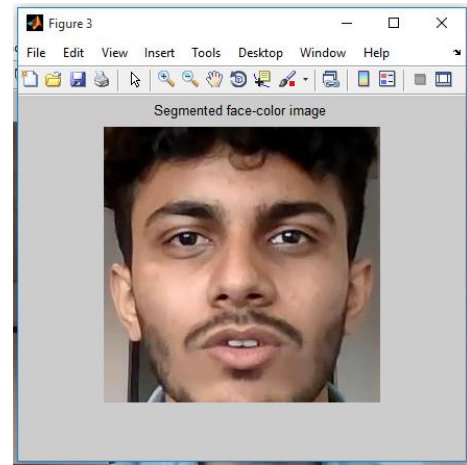 Figure 3
File Edit View Insert Tools Desktop Window Help
Segmented face-color image